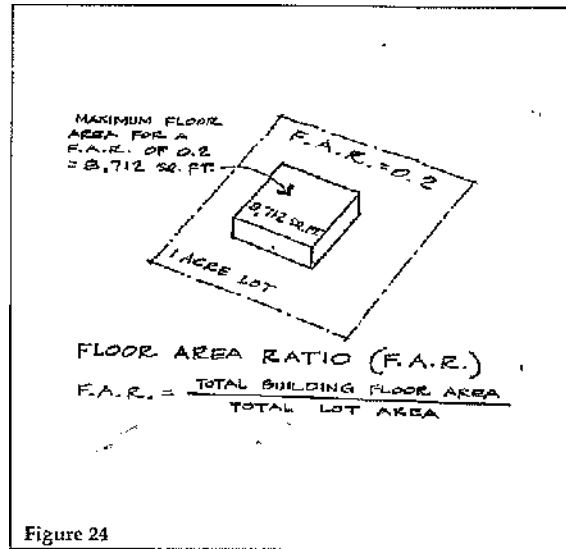 MAXIMUM FLOOR
AREA FOR A
F.A.R. OF 0.2
= 8,712 SQ. FT.
F.A.R. = 0.2
8,712 SQ. FT.
1 ACRE LOT
FLOOR AREA RATIO (F.A.R.)
F.A.R. = TOTAL BUILDING FLOOR AREA
TOTAL LOT AREA
Figure 24